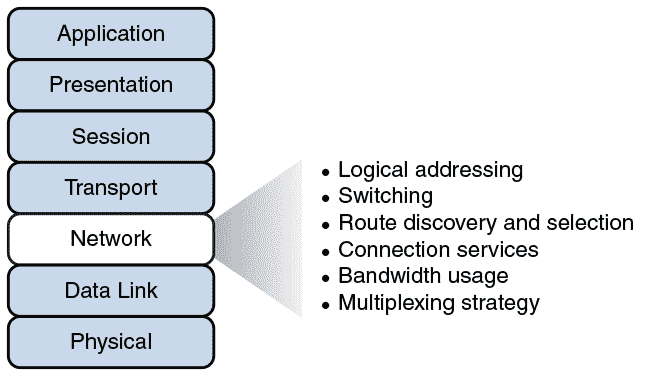 Application
Presentation
Session
Transport
Network
Data Link
Physical
• Logical addressing
• Switching
• Route discovery and selection
• Connection services
• Bandwidth usage
• Multiplexing strategy